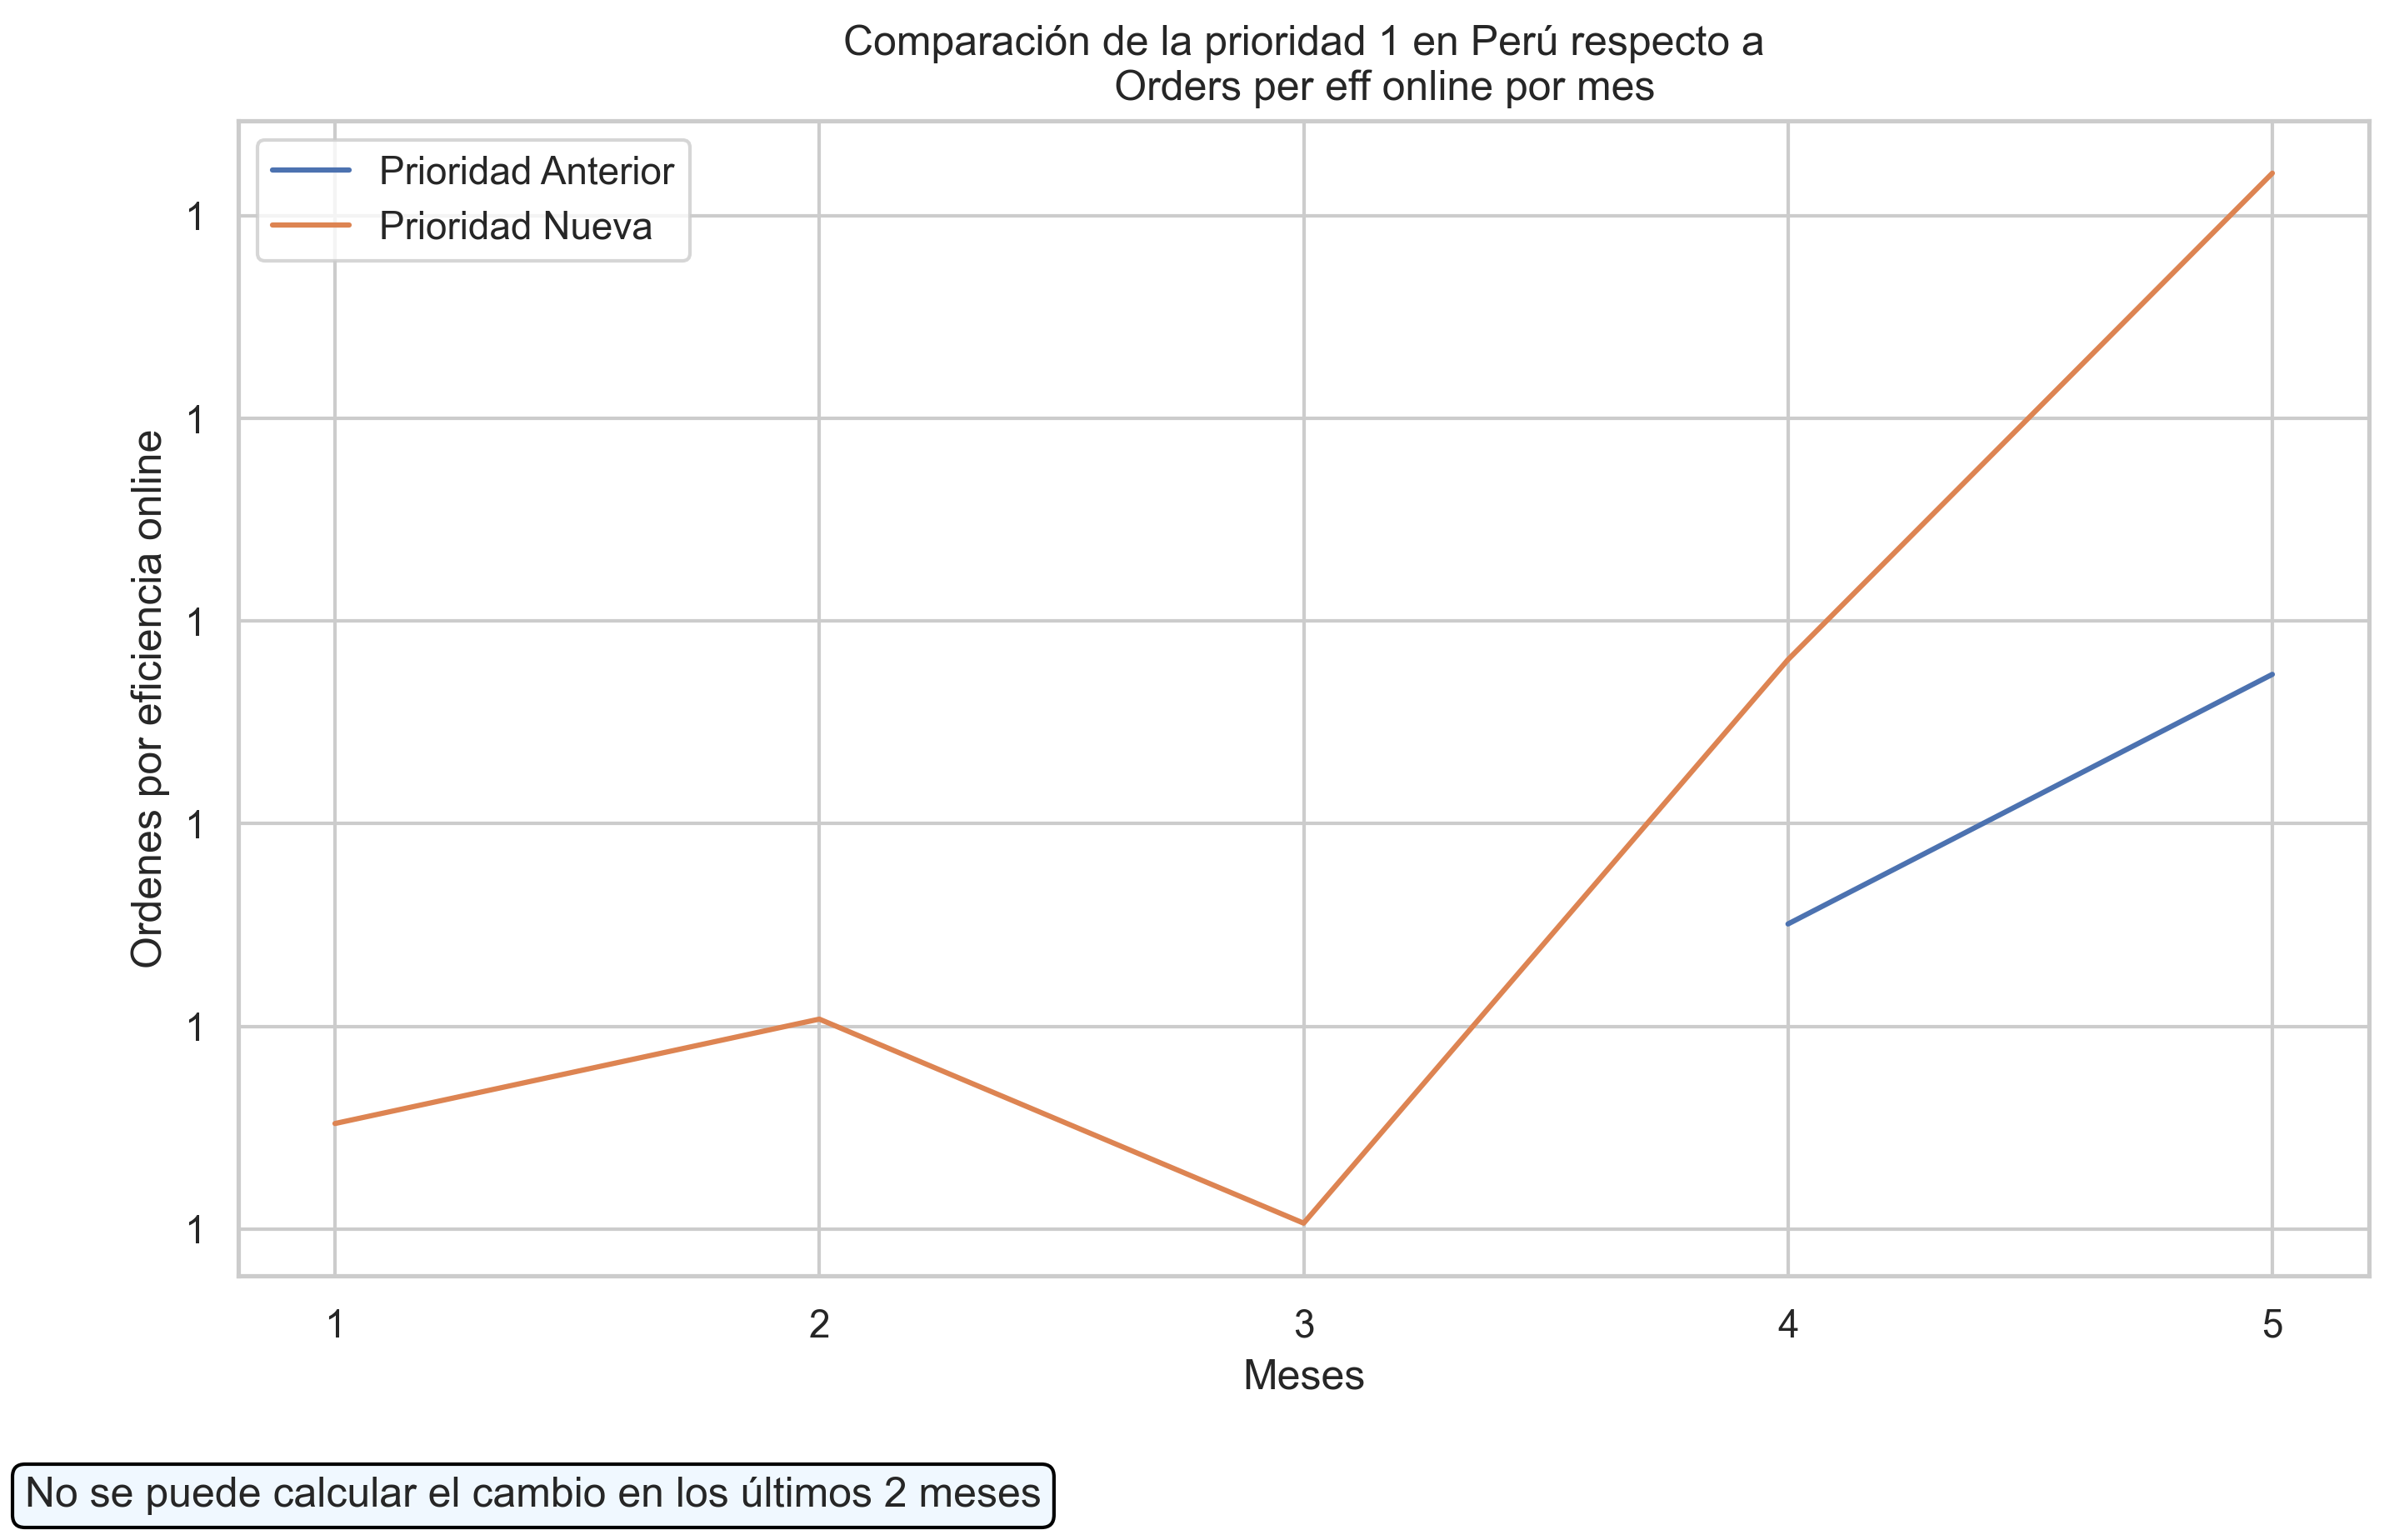 Comparación de la prioridad 1 en Perú respecto a
Orders per eff online por mes
Prioridad Anterior
Prioridad Nueva
Ordenes por eficiencia online
1
1
1
1
1
1
1
2
3
4
5
Meses
No se puede calcular el cambio en los últimos 2 meses